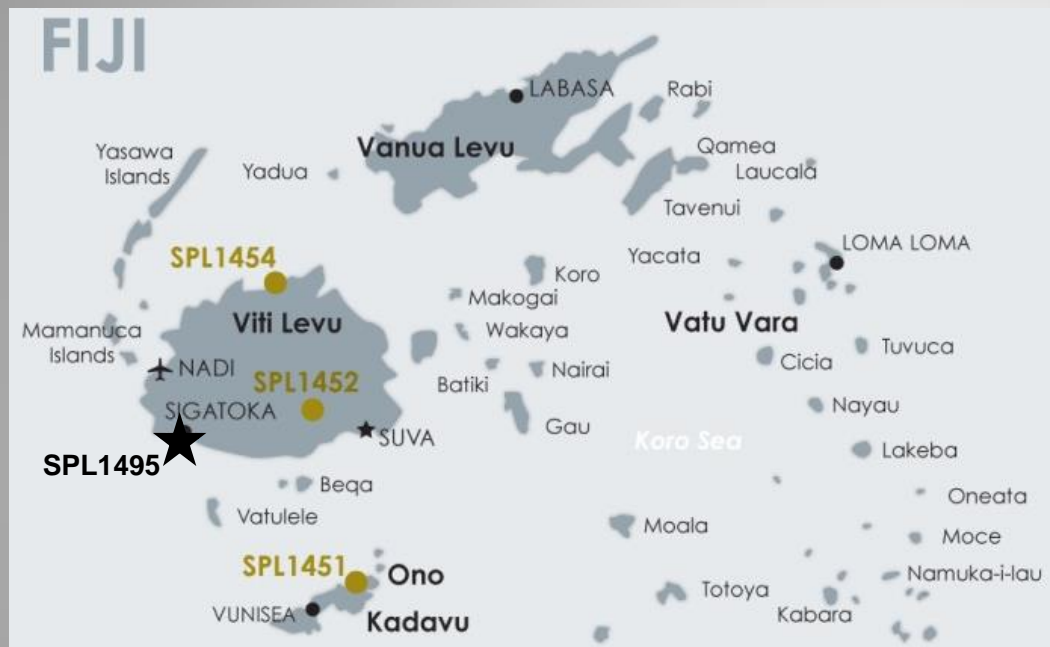 FIJI
LABASA
Rabi
Vanua Levu
Qamea
Yasawa
Islands
Yadua
Laucala
Tavenui
LOMA LOMA
SPL1454
Yacata
Koro
Makogai
Viti Levu
Vatu Vara
Mamanuca
Islands
Wakaya
Tuvuca
NADI
Cicia
Batiki
Nairai
SPL1452
SIGATOKA
Nayau
Gau
SUVA
Koro Sea
Lakeba
SPL1495
Beqa
Oneata
Vatulele
Moala
Moce
SPL1451
Ono
Namuka-i-lau
Totoya
Kabara
VUNISEA
Kadavu